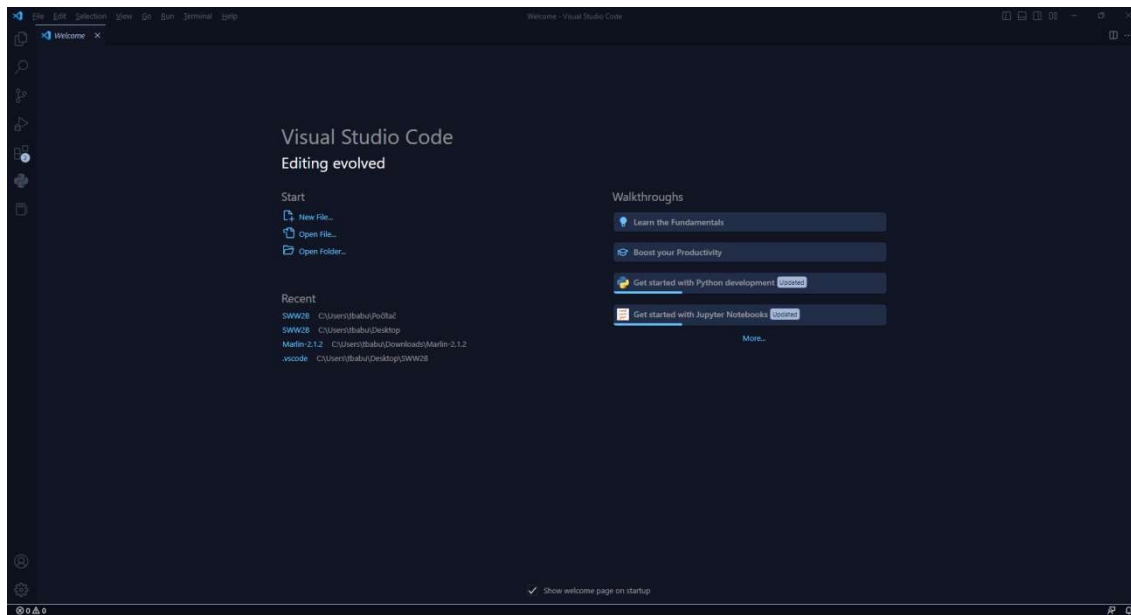 File Edit Selection View Go Run Terminal Help
Welcome - Visual Studio Code
Welcome
2
Visual Studio Code
Editing evolved
Start
New File...
Open File...
Open Folder...
Recent
SWW28 C:\Users\tbabu\Počítač
SWW28 C:\Users\tbabu\Desktop
Marlin-2.1.2 C:\Users\tbabu\Downloads\Marlin-2.1.2
.vscode C:\Users\tbabu\Desktop\SWW28
Walkthroughs
Learn the Fundamentals
Boost your Productivity
Get started with Python development Updated
Get started with Jupyter Notebooks Updated
More...
Show welcome page on startup
0 0